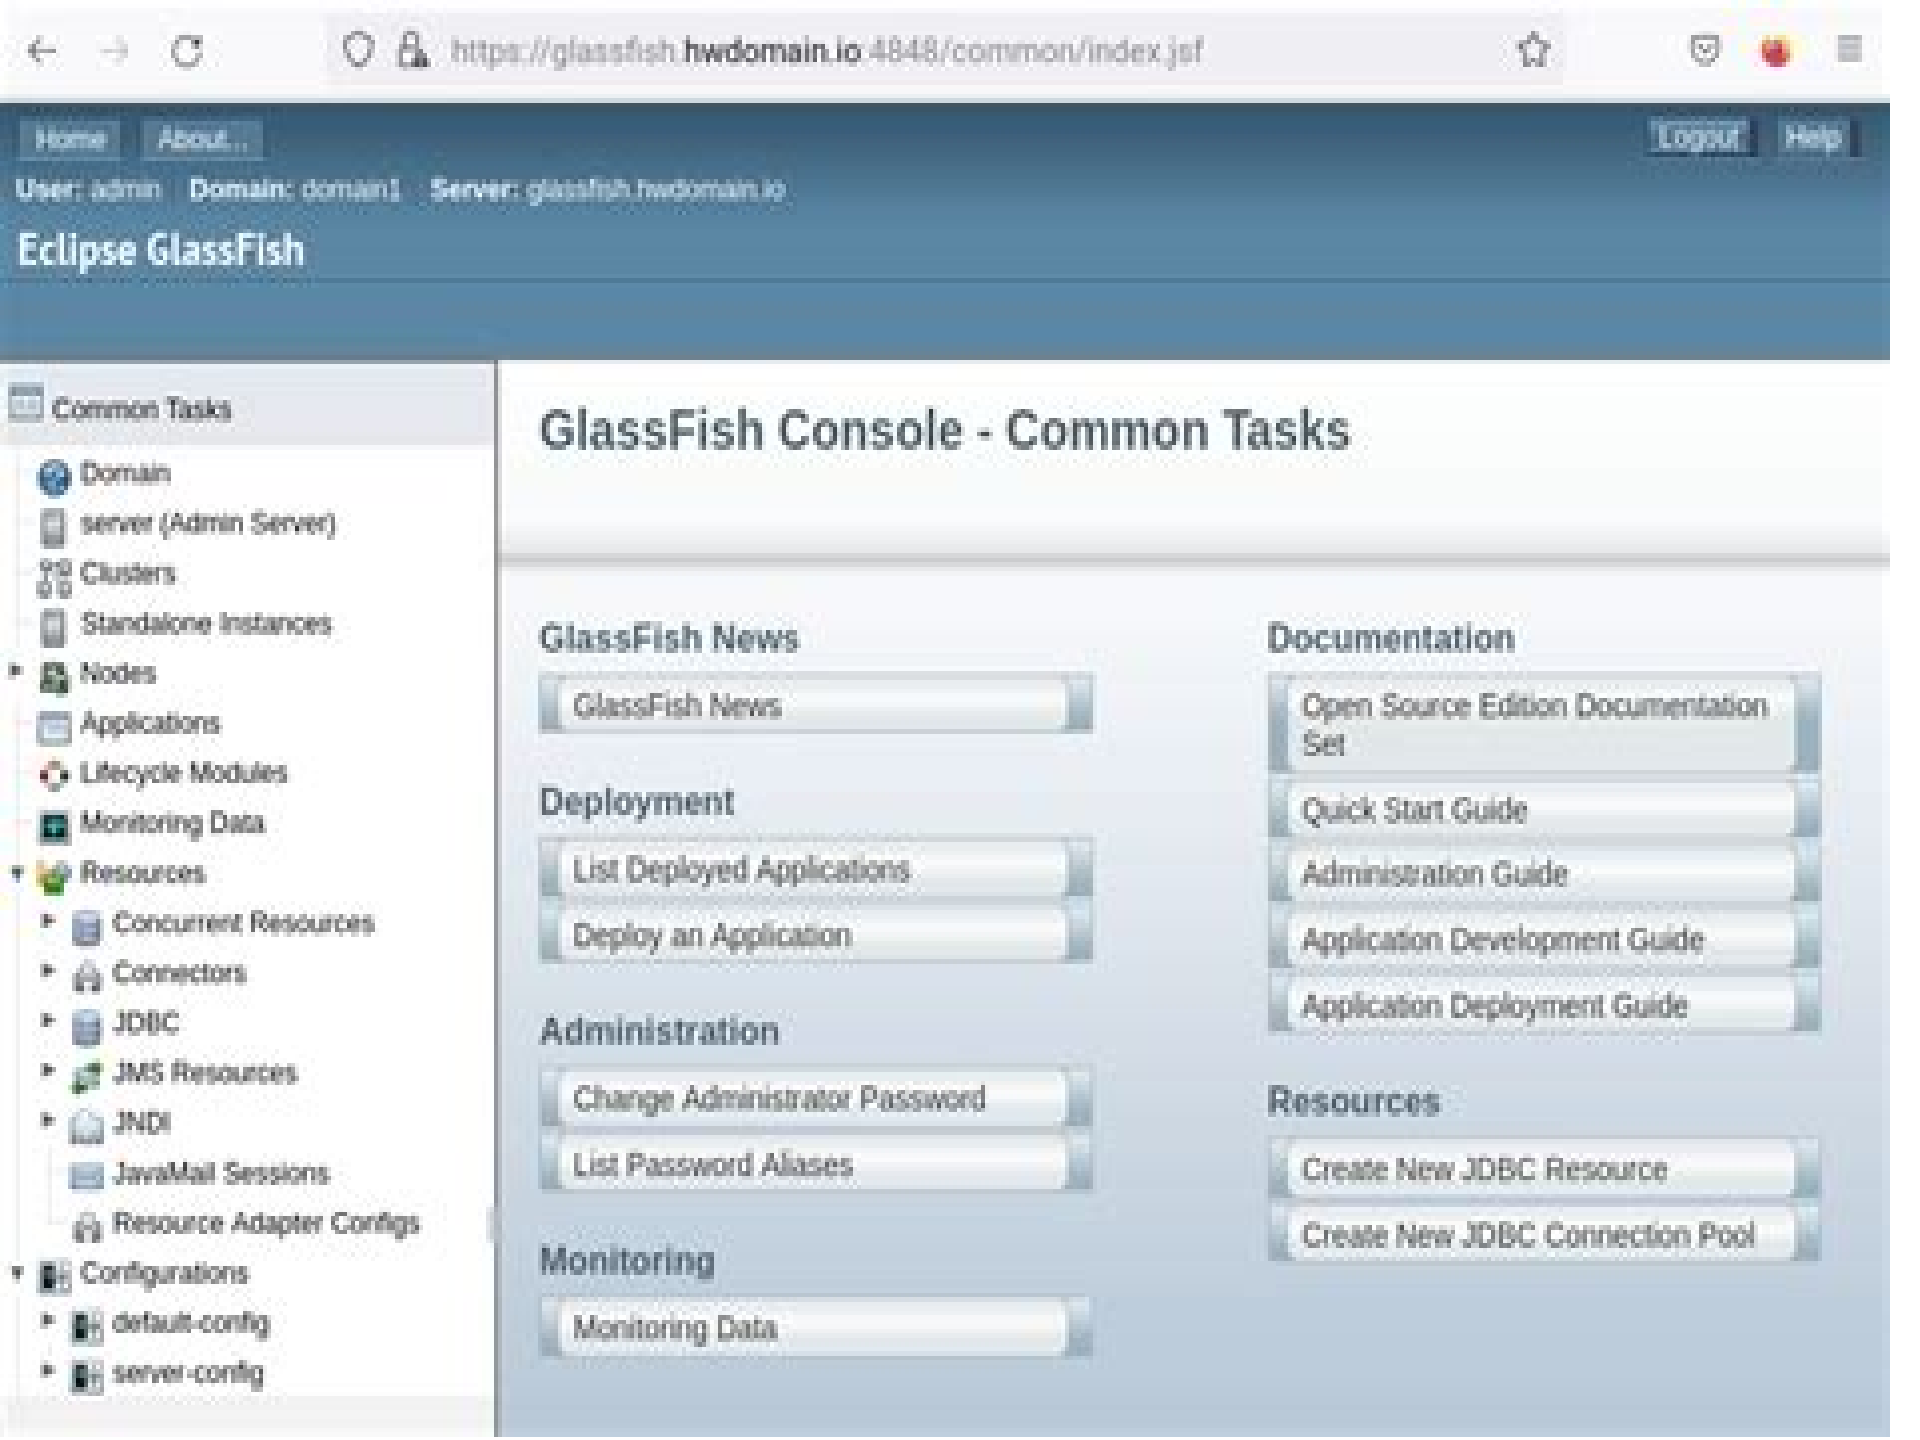 https://glassfish.hwdomain.io:4848/common/index.jsf
Home About...
Logout Help
User: admin Domain: domain1 Server: glassfish.hwdomain.io
Eclipse GlassFish
Common Tasks
Domain
server (Admin Server)
Clusters
Standalone Instances
Nodes
Applications
Lifecycle Modules
Monitoring Data
Resources
Concurrent Resources
Connectors
JDBC
JMS Resources
JNDI
JavaMail Sessions
Resource Adapter Configs
Configurations
default-config
server-config
GlassFish Console - Common Tasks
GlassFish News
GlassFish News
Deployment
List Deployed Applications
Deploy an Application
Administration
Change Administrator Password
List Password Aliases
Monitoring
Monitoring Data
Documentation
Open Source Edition Documentation
Set
Quick Start Guide
Administration Guide
Application Development Guide
Application Deployment Guide
Resources
Create New JDBC Resource
Create New JDBC Connection Pool